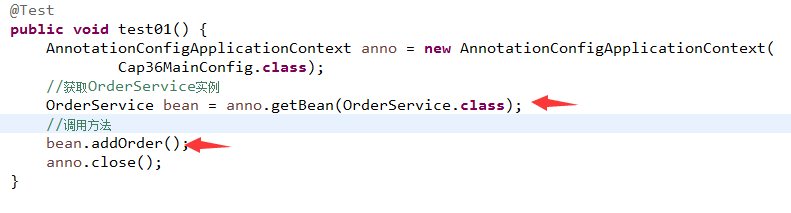 @Test
public void test01() {
AnnotationConfigApplicationContext anno = new AnnotationConfigApplicationContext(
Cap36MainConfig.class);
//获取OrderService实例
OrderService bean = anno.getBean(OrderService.class);
//调用方法
bean.addOrder();
anno.close();
}